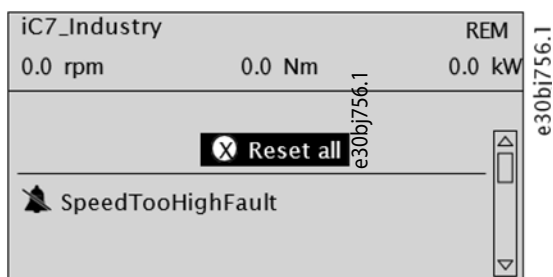 iC7_Industry REM
0.0 rpm 0.0 Nm 0.0 kW
X Reset all
SpeedTooHighFault
e30bj756.1
e30bj756.1